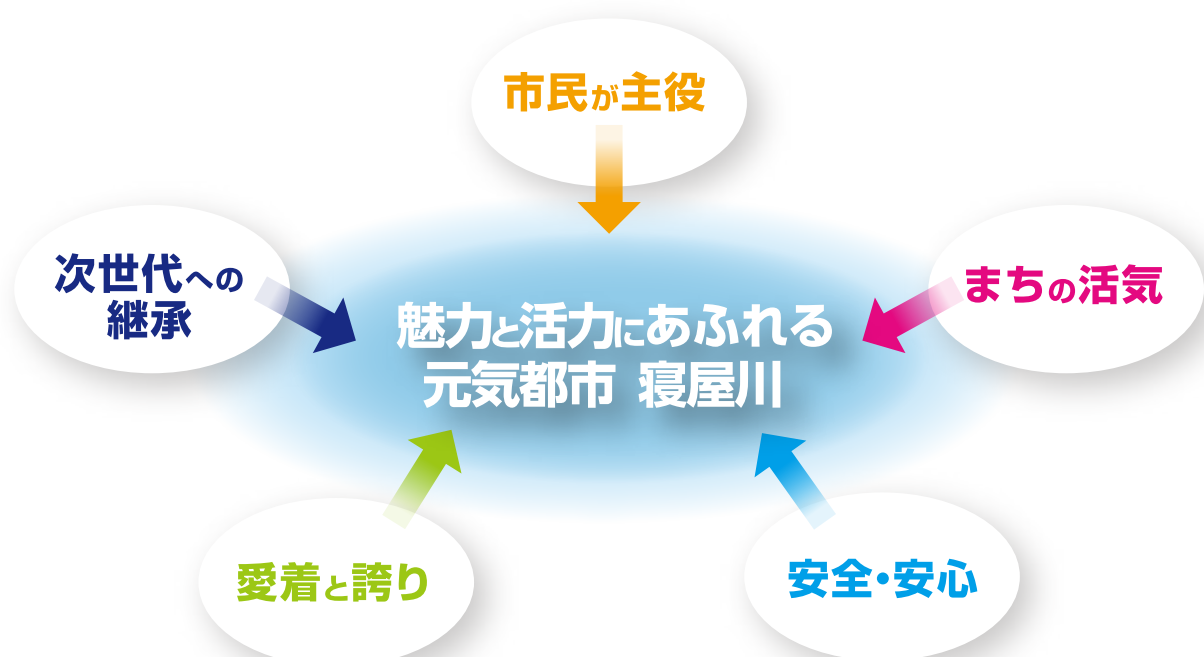 市民が主役
次世代への
継承
まちの活気
魅力と活力にあふれる
元気都市 寝屋川
愛着と誇り
安全・安心